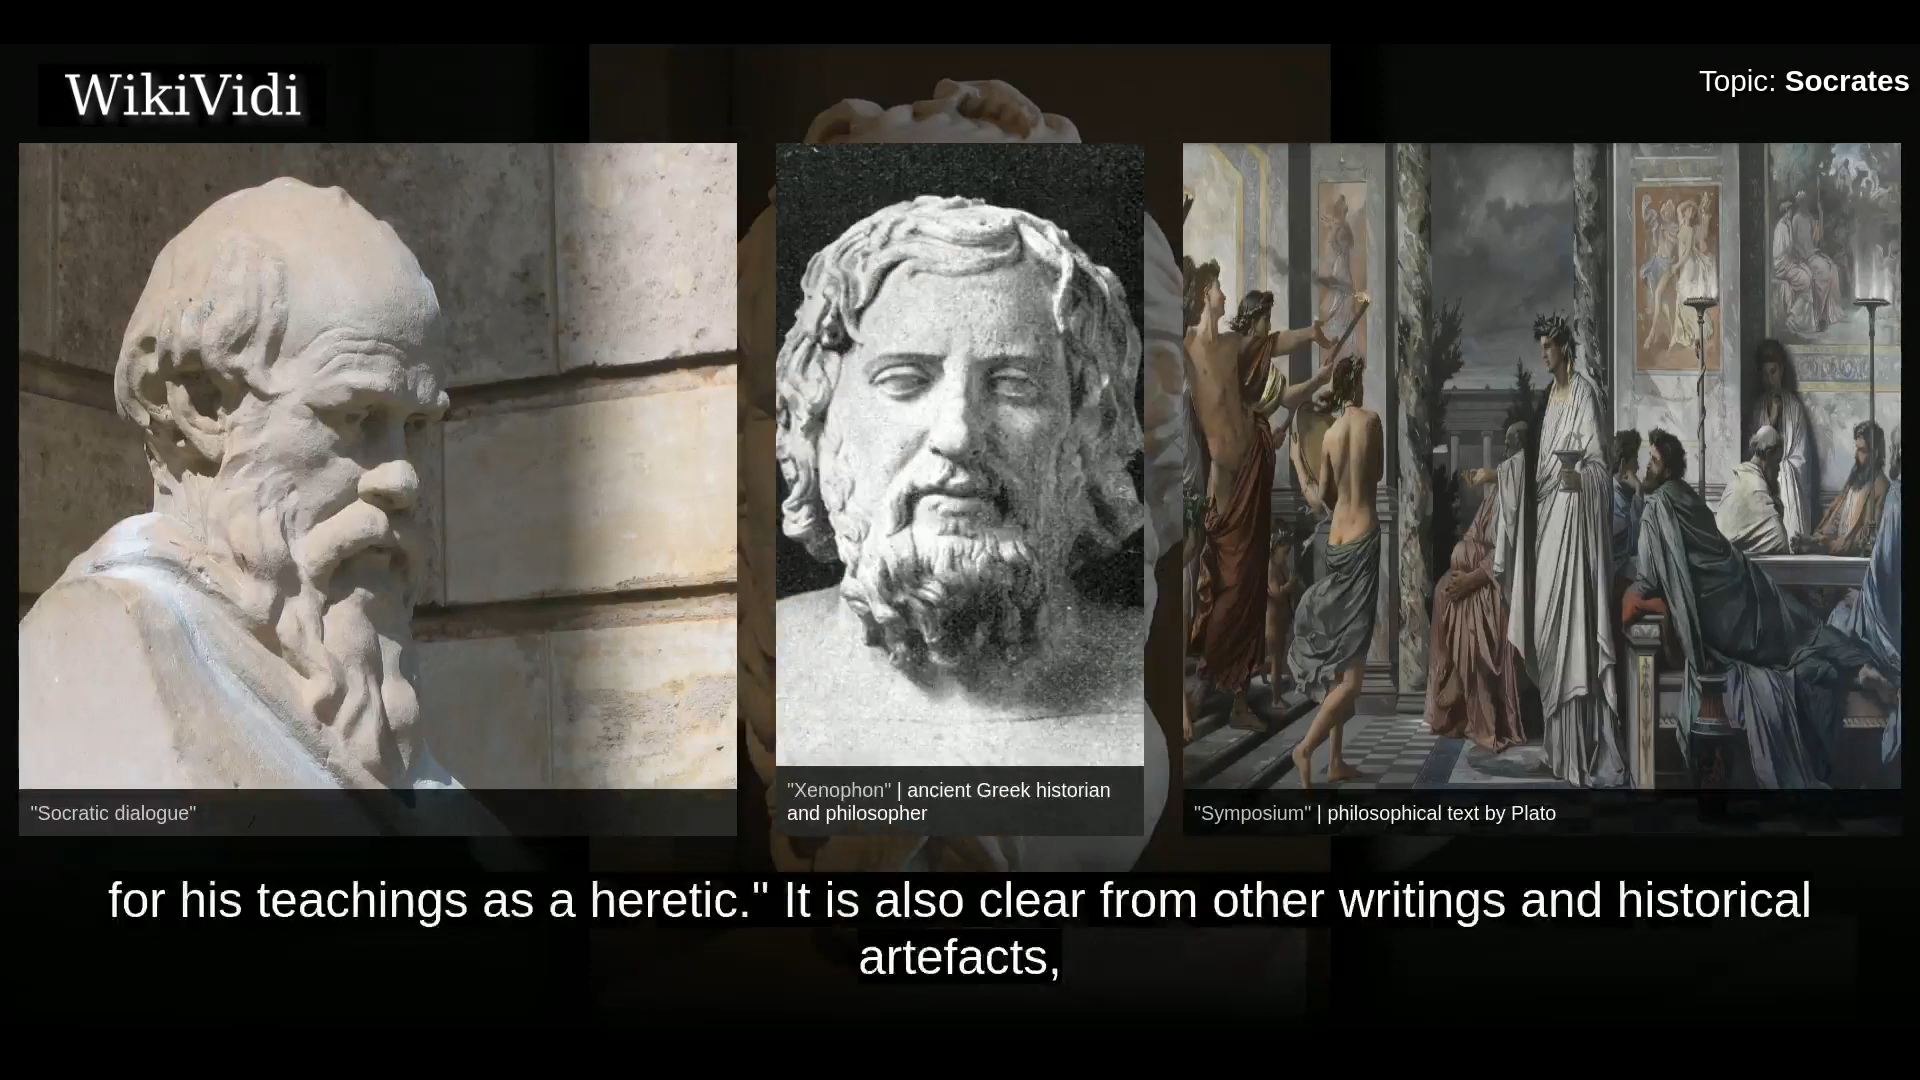 WikiVidi
Topic: Socrates
"Socratic dialogue"
"Xenophon" | ancient Greek historian
and philosopher
"Symposium" | philosophical text by Plato
for his teachings as a heretic." It is also clear from other writings and historical
artefacts,